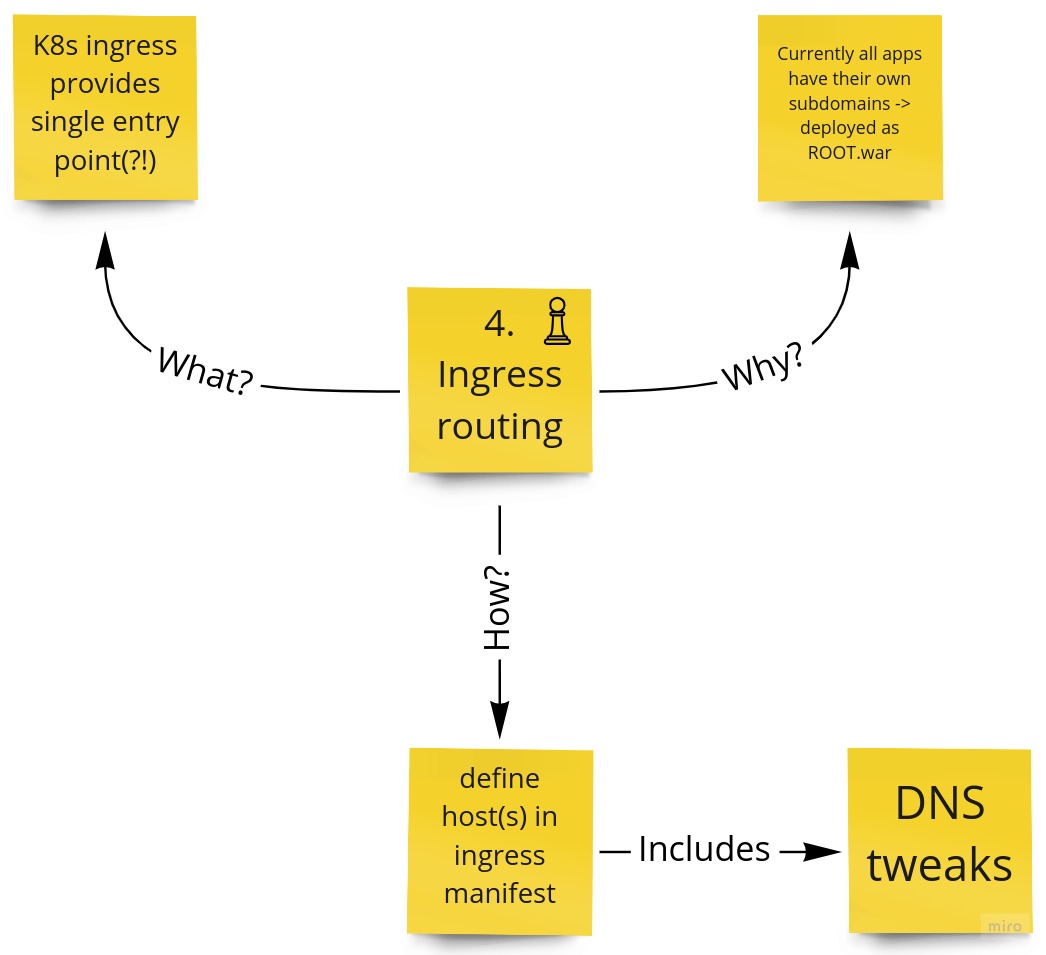 K8s ingress
provides
single entry
point(?!)
Currently all apps
have their own
subdomains ->
deployed as
ROOT.war
What?
4.
Ingress
routing
Why?
How?
define
host(s) in
ingress
manifest
Includes
DNS
tweaks
miro